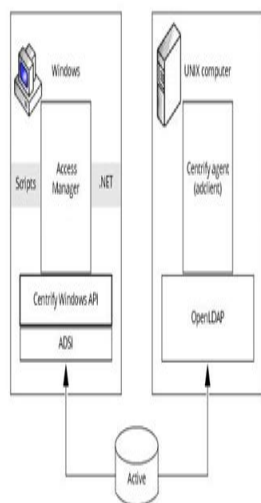 Windows
UNIX computer
Scripts
Access
Manager
.NET
Centrify agent
(adclient)
Centrify Windows API
ADSI
OpenLDAP
Active